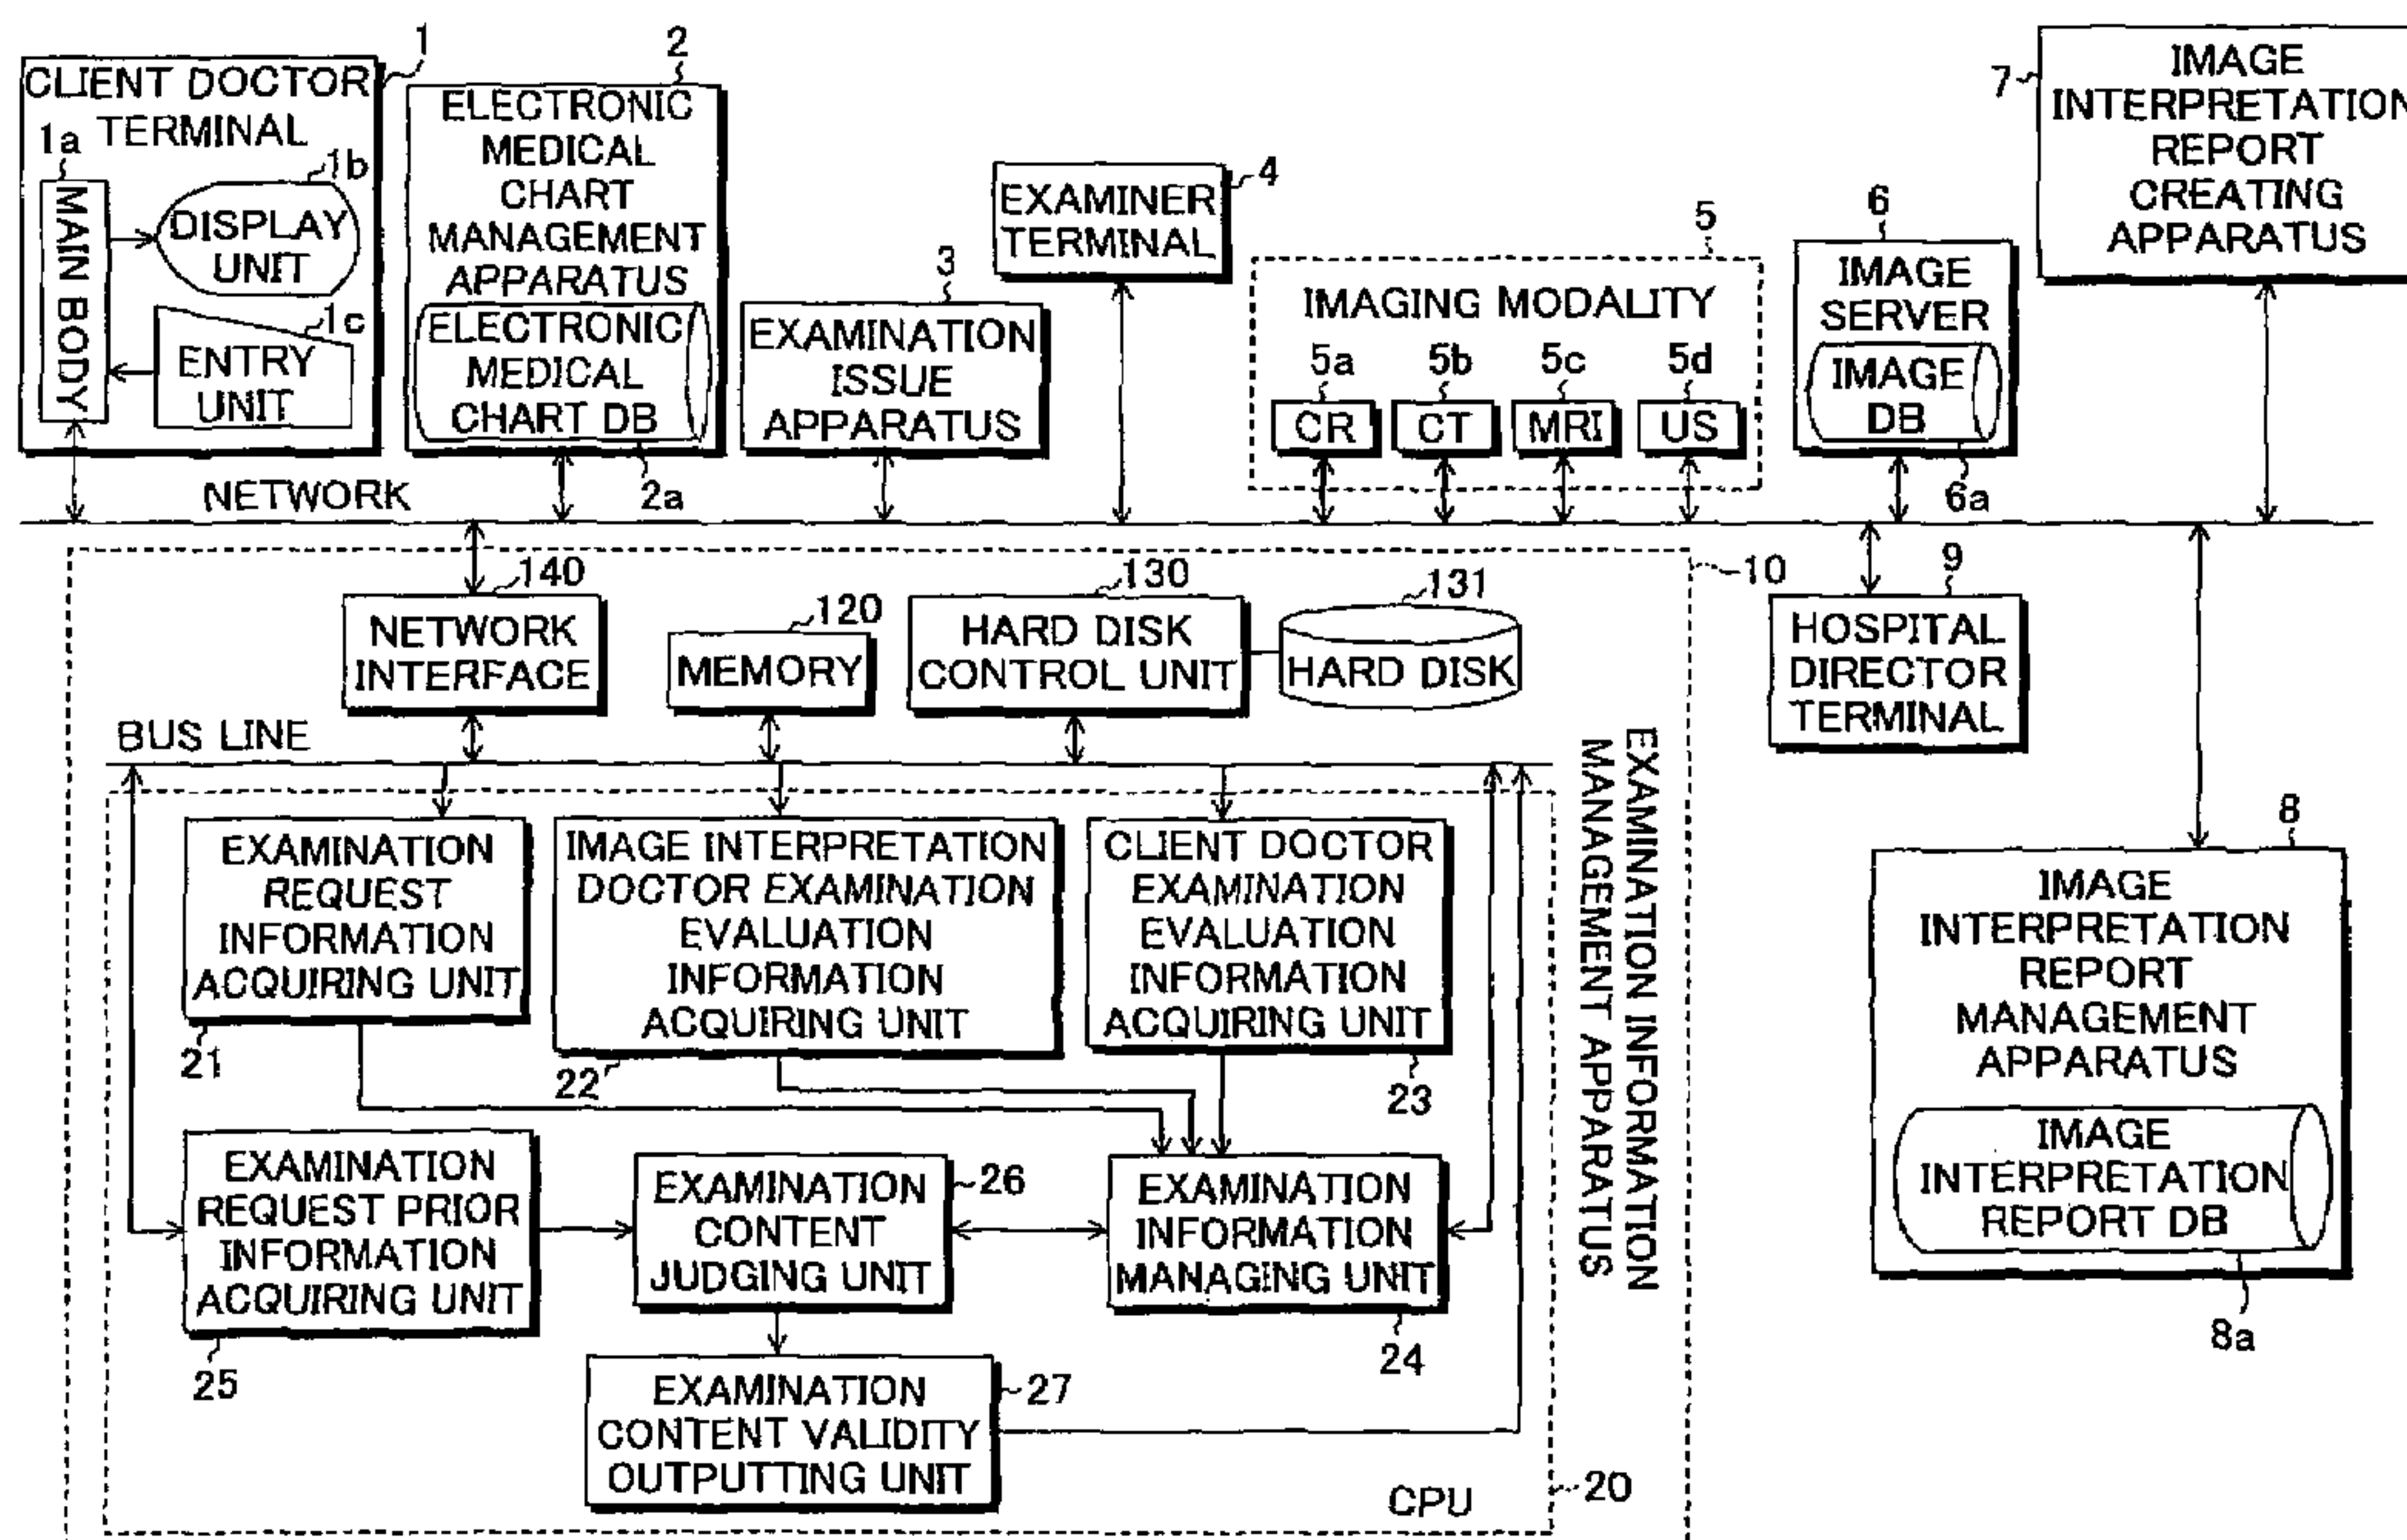 1
CLIENT DOCTOR
TERMINAL
1a
MAIN BODY
1b
DISPLAY
UNIT
1c
ENTRY
UNIT
2
ELECTRONIC
MEDICAL
CHART
MANAGEMENT
APPARATUS
ELECTRONIC
MEDICAL
CHART DB
2a
3
EXAMINATION
ISSUE
APPARATUS
EXAMINER
TERMINAL
4
5
IMAGING MODALITY
5a
5b
5c
5d
CR
CT
MRI
US
6
IMAGE
SERVER
IMAGE
DB
6a
7
IMAGE
INTERPRETATION
REPORT
CREATING
APPARATUS
NETWORK
140
NETWORK
INTERFACE
120
MEMORY
130
HARD DISK
CONTROL UNIT
131
HARD DISK
10
9
HOSPITAL
DIRECTOR
TERMINAL
BUS LINE
EXAMINATION INFORMATION
MANAGEMENT APPARATUS
EXAMINATION
REQUEST
INFORMATION
ACQUIRING UNIT
21
IMAGE INTERPRETATION
DOCTOR EXAMINATION
EVALUATION
INFORMATION
ACQUIRING UNIT
22
CLIENT DOCTOR
EXAMINATION
EVALUATION
INFORMATION
ACQUIRING UNIT
23
8
IMAGE
INTERPRETATION
REPORT
MANAGEMENT
APPARATUS
IMAGE
INTERPRETATION
REPORT DB
8a
EXAMINATION
REQUEST PRIOR
INFORMATION
ACQUIRING UNIT
25
EXAMINATION
CONTENT
JUDGING UNIT
26
EXAMINATION
INFORMATION
MANAGING UNIT
24
EXAMINATION
CONTENT VALIDITY
OUTPUTTING UNIT
27
CPU
20